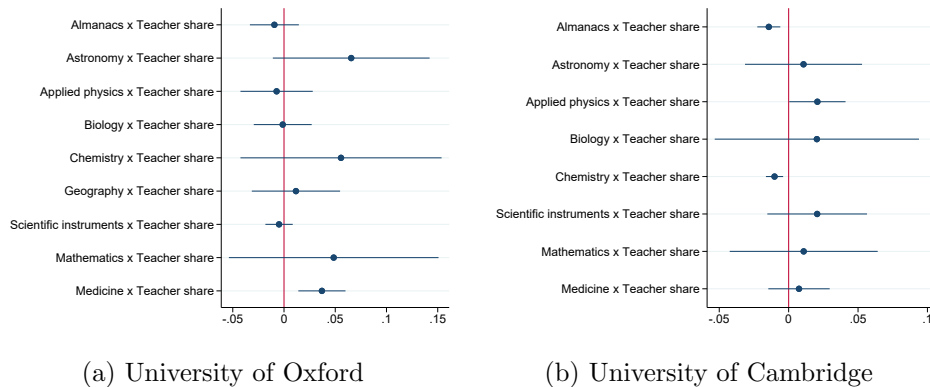 Almanacs x Teacher share
Astronomy x Teacher share
Applied physics x Teacher share
Biology x Teacher share
Chemistry x Teacher share
Geography x Teacher share
Scientific instruments x Teacher share
Mathematics x Teacher share
Medicine x Teacher share
-.05 0 .05 .1 .15
(a) University of Oxford
Almanacs x Teacher share
Astronomy x Teacher share
Applied physics x Teacher share
Biology x Teacher share
Chemistry x Teacher share
Scientific instruments x Teacher share
Mathematics x Teacher share
Medicine x Teacher share
-.05 0 .05 .1
(b) University of Cambridge